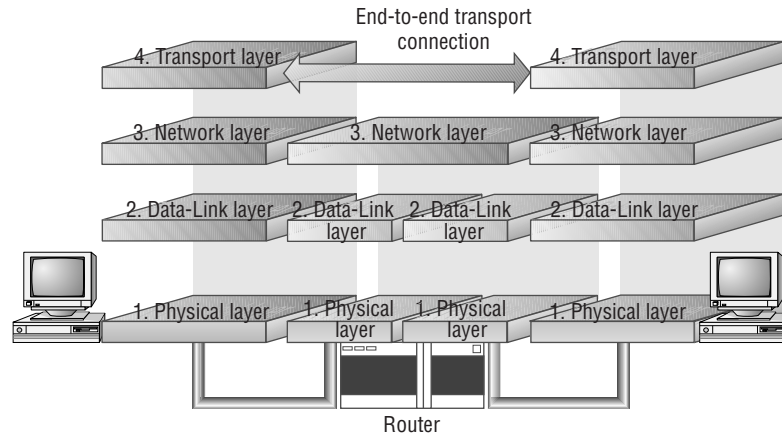 End-to-end transport
connection
4. Transport layer
4. Transport layer
3. Network layer
3. Network layer
3. Network layer
2. Data-Link layer
2. Data-Link
layer
2. Data-Link
layer
2. Data-Link layer
1. Physical layer
1. Physical
layer
1. Physical
layer
1. Physical layer
Router